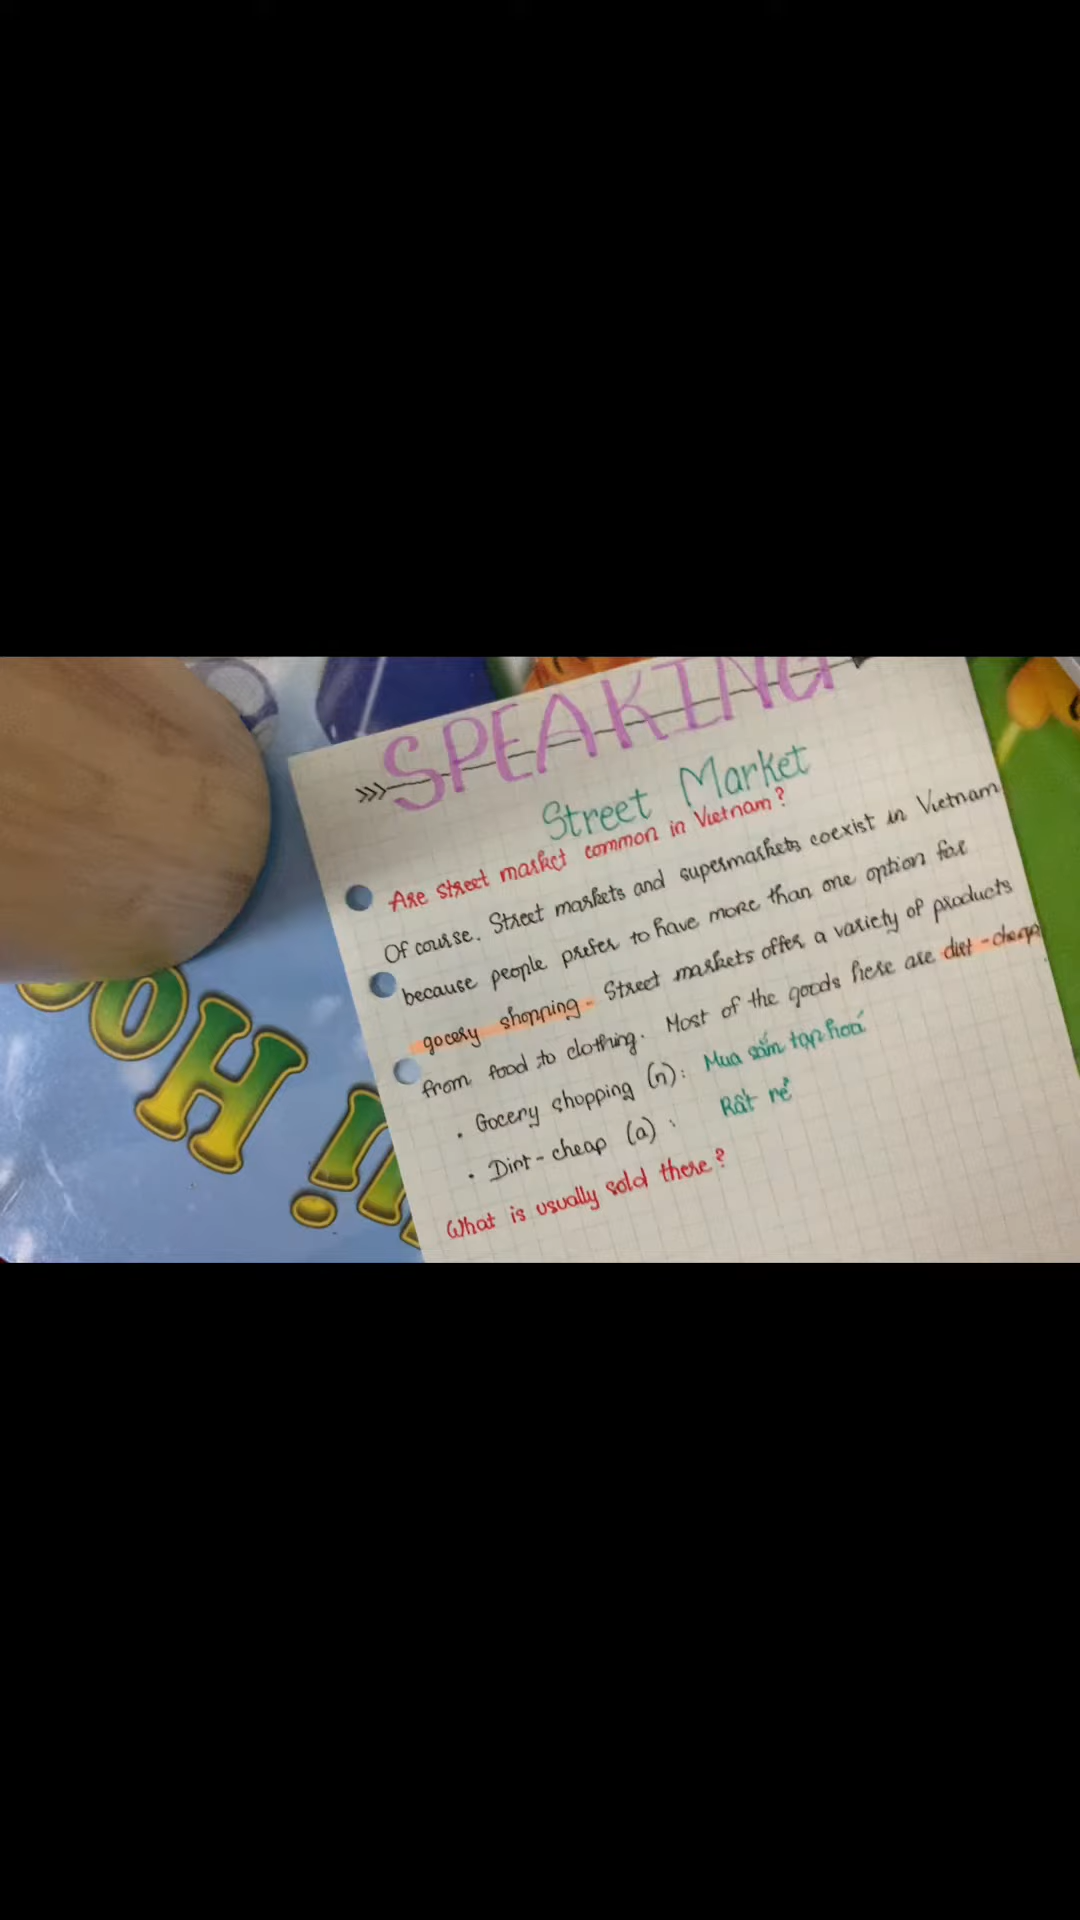 SPEAKING
Street Market
Are street market common in Vietnam?
Of course. Street markets and supermarkets coexist in Vietnam
because people prefer to have more than one option for
gocery shopping. Street markets offer a variety of products
from food to clothing. Most of the goods here are dirt-cheap.
• Gocery shopping (n): Mua sắm tạp hoá
• Dirt-cheap (a): Rất rẻ
What is usually sold there?